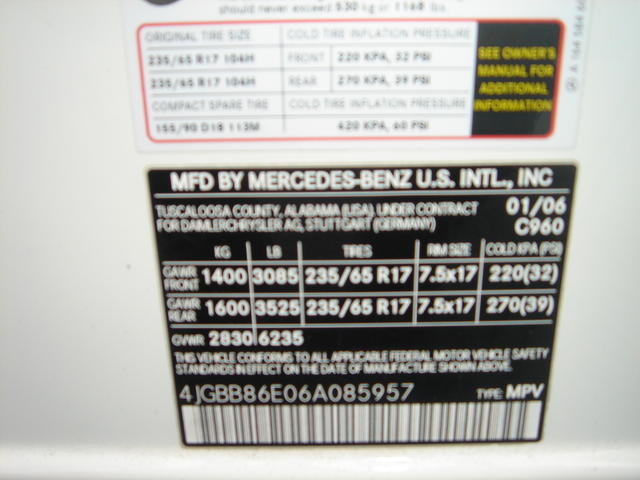 should never exceed 530 kg or 1168 lbs.
ORIGINAL TIRE SIZE COLD TIRE INFLATION PRESSURE
235/65 R17 104H FRONT 220 KPA, 32 PSI
235/65 R17 104H REAR 270 KPA, 39 PSI
COMPACT SPARE TIRE COLD TIRE INFLATION PRESSURE
155/90 D18 113M 420 KPA, 60 PSI
SEE OWNER'S
MANUAL FOR
ADDITIONAL
INFORMATION
A 164 584
MFD BY MERCEDES-BENZ U.S. INTL., INC
TUSCALOOSA COUNTY, ALABAMA (USA), UNDER CONTRACT 01/06
FOR DAIMLERCHRYSLER AG, STUTTGART (GERMANY) C960
KG LB TIRES RIM SIZE COLD KPA (PSI)
GAWR FRONT 1400 3085 235/65 R17 7.5x17 220(32)
GAWR REAR 1600 3525 235/65 R17 7.5x17 270(39)
GVWR 2830 6235
THIS VEHICLE CONFORMS TO ALL APPLICABLE FEDERAL MOTOR VEHICLE SAFETY
STANDARDS IN EFFECT ON THE DATE OF MANUFACTURE SHOWN ABOVE.
4JGBB86E06A085957 TYPE: MPV